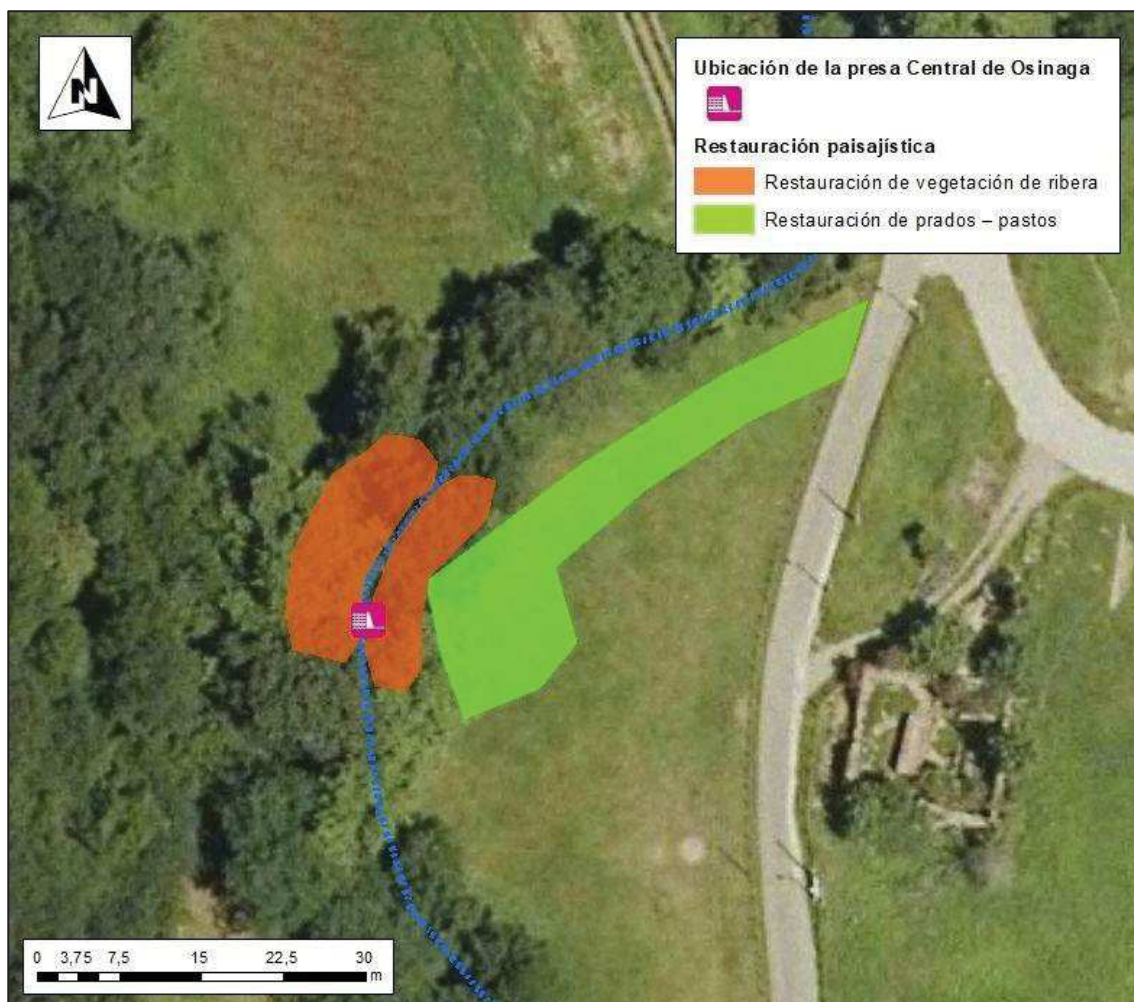 N
Ubicación de la presa Central de Osinaga
Restauración paisajística
Restauración de vegetación de ribera
Restauración de prados – pastos
0 3,75 7,5 15 22,5 30
m